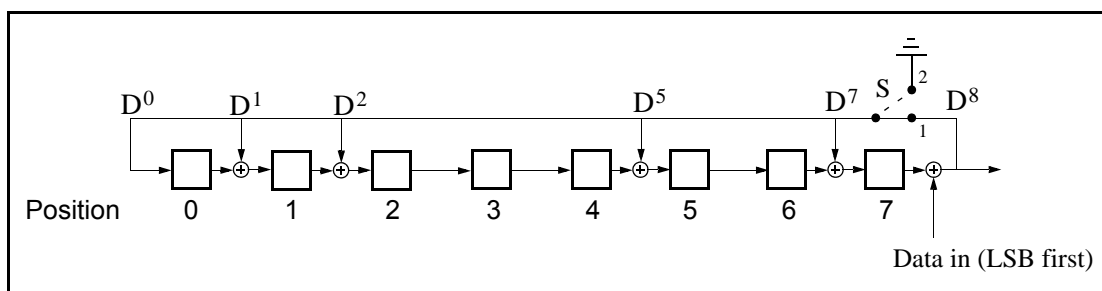 2
S
D⁰ D¹ D² D⁵ D⁷ D⁸
1
Position 0 1 2 3 4 5 6 7
Data in (LSB first)